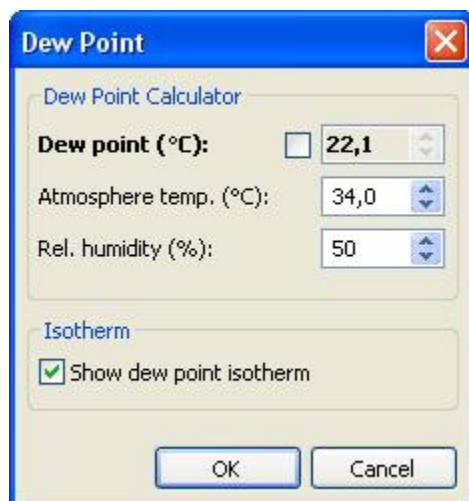 Dew Point
Dew Point Calculator
Dew point (°C): 22,1
Atmosphere temp. (°C): 34,0
Rel. humidity (%): 50
Isotherm
Show dew point isotherm
OK Cancel